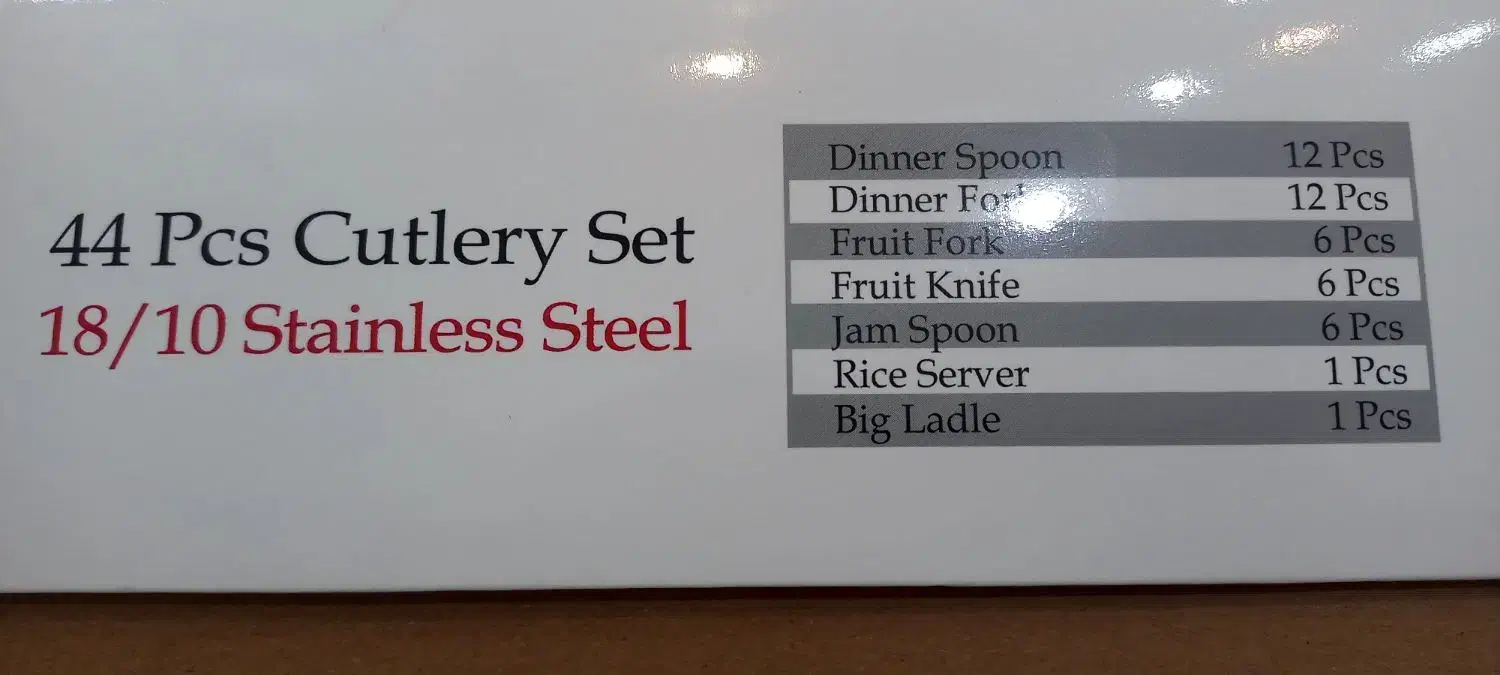 44 Pcs Cutlery Set
18/10 Stainless Steel
Dinner Spoon 12 Pcs
Dinner Fork 12 Pcs
Fruit Fork 6 Pcs
Fruit Knife 6 Pcs
Jam Spoon 6 Pcs
Rice Server 1 Pcs
Big Ladle 1 Pcs